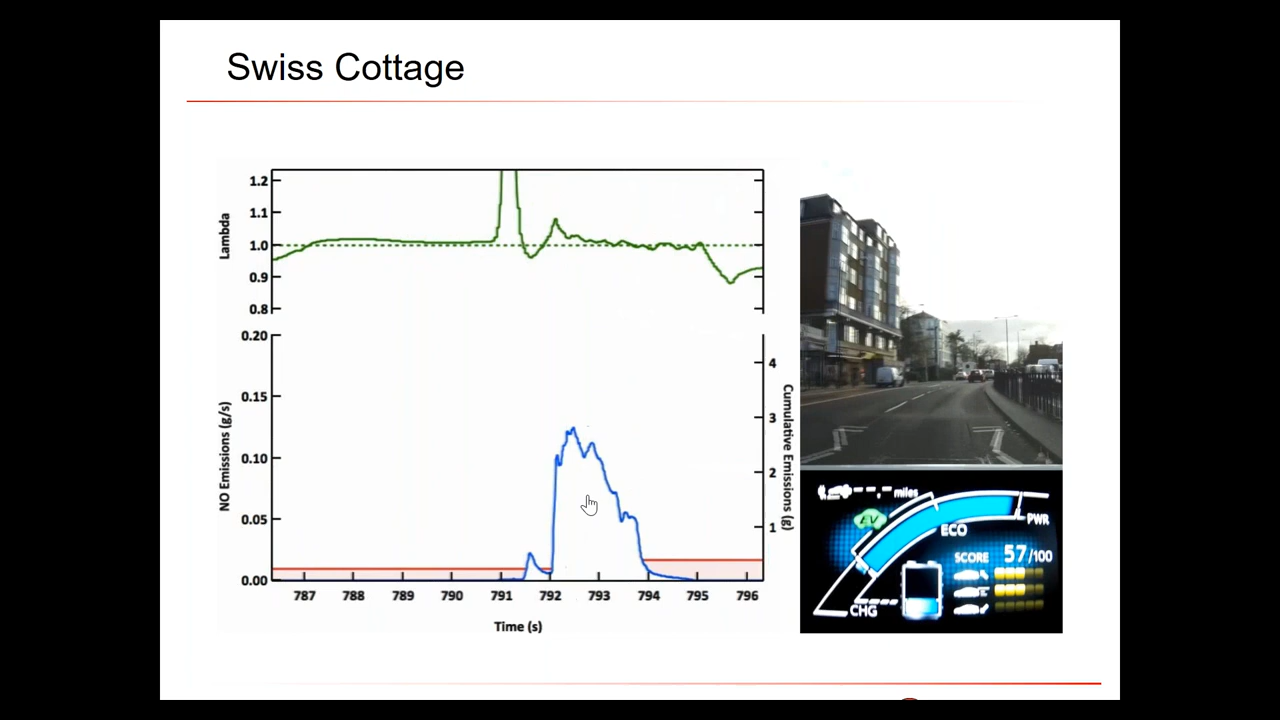 Swiss Cottage
1.2
1.1
1.0
0.9
0.8
Lambda
0.20
0.15
0.10
0.05
0.00
NO Emissions (g/s)
4
3
2
1
Cumulative Emissions (g)
787 788 789 790 791 792 793 794 795 796
Time (s)
miles
EV
PWR
ECO
SCORE 57/100
CHG